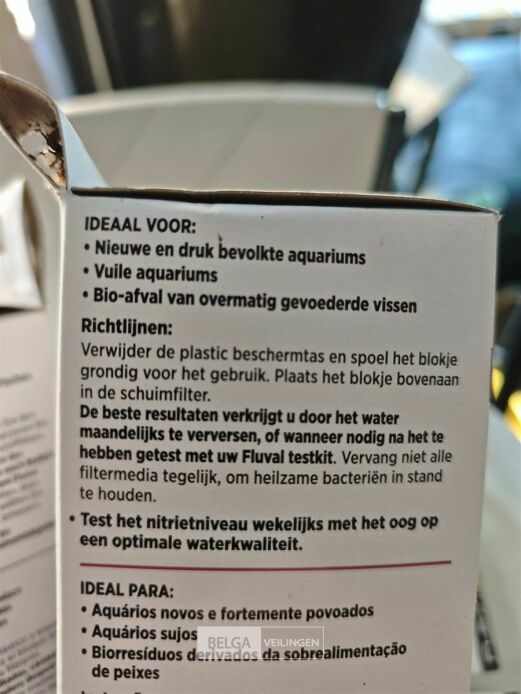 IDEAAL VOOR:
• Nieuwe en druk bevolkte aquariums
• Vuile aquariums
• Bio-afval van overmatig gevoederde vissen
Richtlijnen:
Verwijder de plastic beschermtas en spoel het blokje
grondig voor het gebruik. Plaats het blokje bovenaan
in de schuimfilter.
De beste resultaten verkrijgt u door het water
maandelijks te verversen, of wanneer nodig na het te
hebben getest met uw Fluval testkit. Vervang niet alle
filtermedia tegelijk, om heilzame bacteriën in stand
te houden.
• Test het nitrietniveau wekelijks met het oog op
een optimale waterkwaliteit.
IDEAL PARA:
• Aquários novos e fortemente povoados
• Aquários sujos
BELGA VEILINGEN
• Biorresíduos derivados da sobrealimentação
de peixes